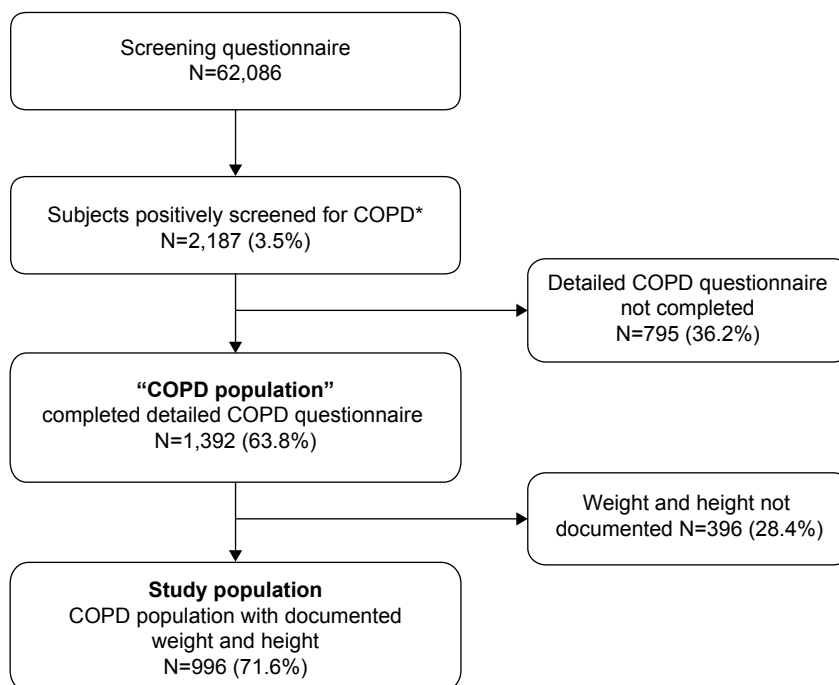 Screening questionnaire
N=62,086
Subjects positively screened for COPD*
N=2,187 (3.5%)
Detailed COPD questionnaire
not completed
N=795 (36.2%)
“COPD population”
completed detailed COPD questionnaire
N=1,392 (63.8%)
Weight and height not
documented N=396 (28.4%)
Study population
COPD population with documented
weight and height
N=996 (71.6%)